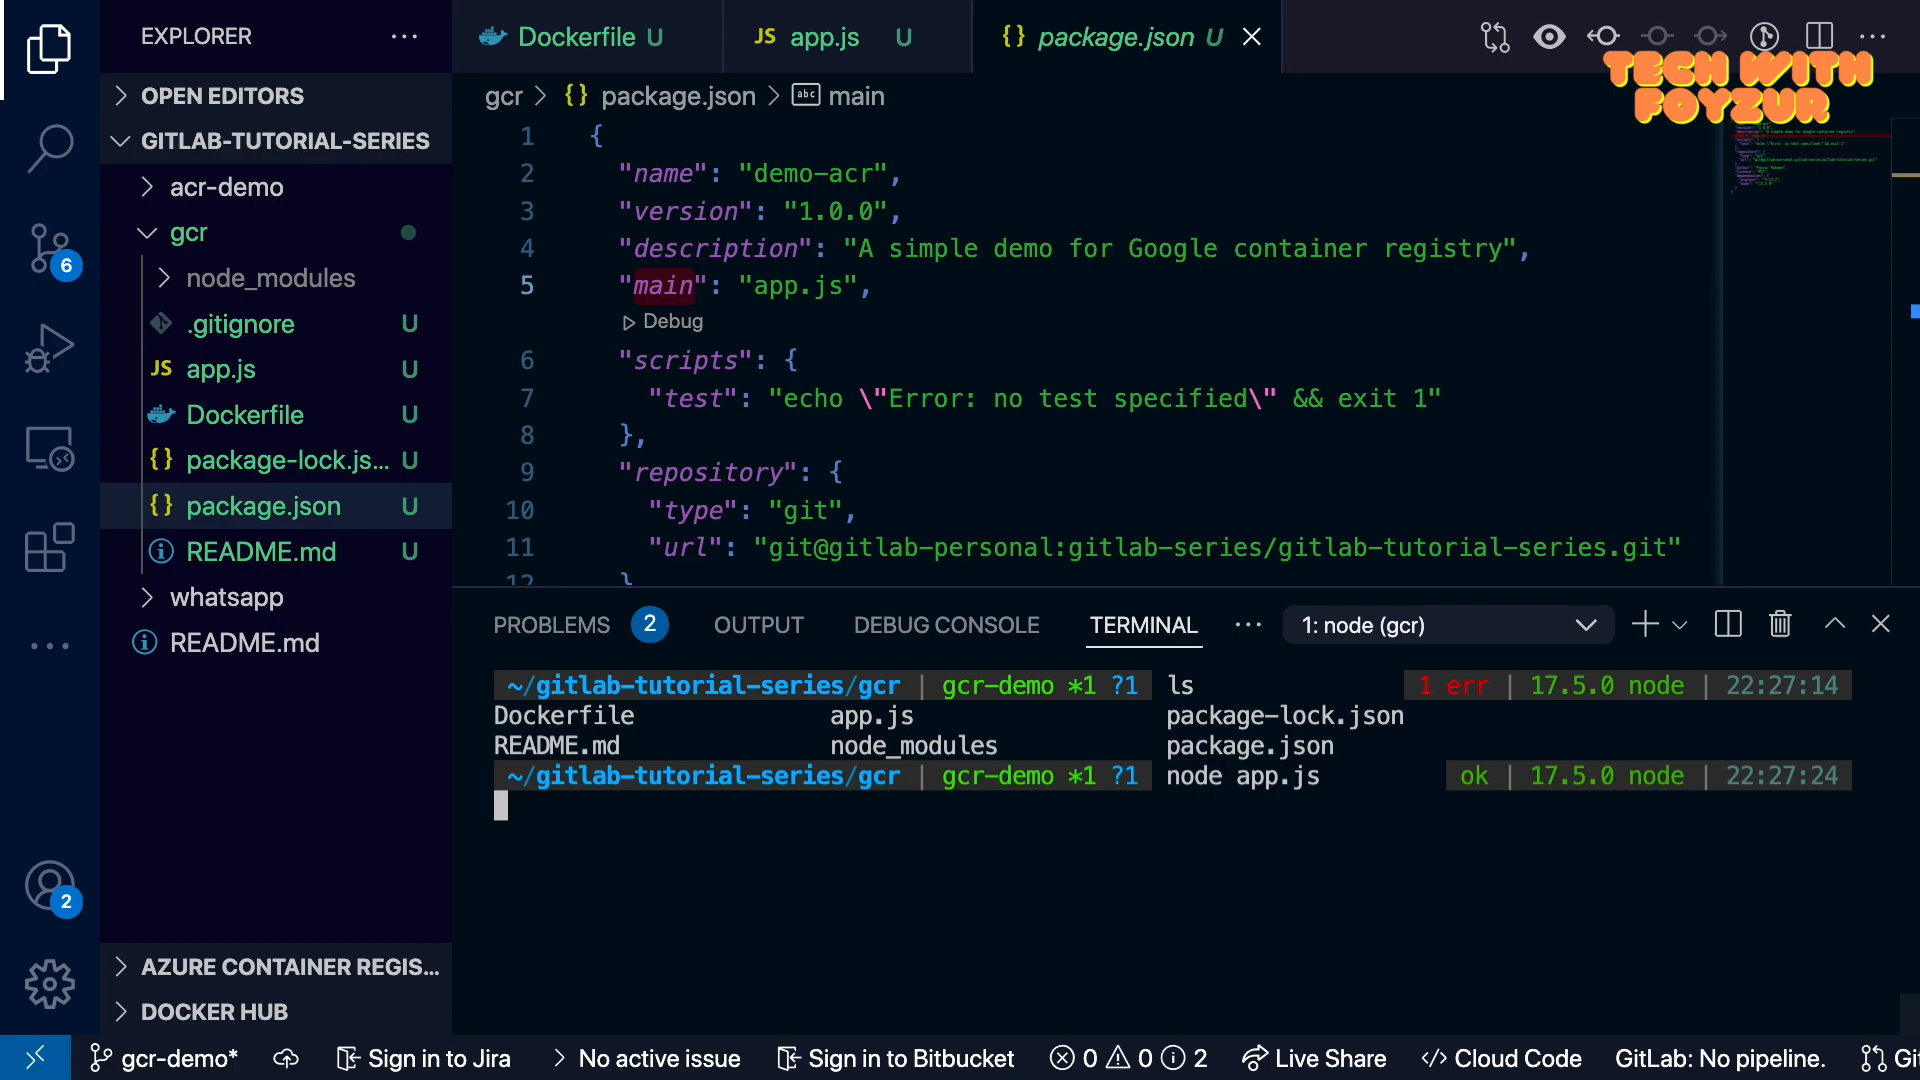 EXPLORER
OPEN EDITORS
GITLAB-TUTORIAL-SERIES
acr-demo
gcr
node_modules
.gitignore U
JS app.js U
Dockerfile U
{} package-lock.js... U
{} package.json U
README.md U
whatsapp
README.md
AZURE CONTAINER REGIS...
DOCKER HUB
6
2
Dockerfile U
JS app.js U
{} package.json U
TECH WITH
FOYZUR
gcr > {} package.json > abc main
1 {
2 "name": "demo-acr",
3 "version": "1.0.0",
4 "description": "A simple demo for Google container registry",
5 "main": "app.js",
Debug
6 "scripts": {
7 "test": "echo \"Error: no test specified\" && exit 1"
8 },
9 "repository": {
10 "type": "git",
11 "url": "git@gitlab-personal:gitlab-series/gitlab-tutorial-series.git"
12 }
PROBLEMS 2 OUTPUT DEBUG CONSOLE TERMINAL ... 1: node (gcr)
~/gitlab-tutorial-series/gcr | gcr-demo *1 ?1 ls 1 err | 17.5.0 node | 22:27:14
Dockerfile app.js package-lock.json
README.md node_modules package.json
~/gitlab-tutorial-series/gcr | gcr-demo *1 ?1 node app.js ok | 17.5.0 node | 22:27:24
gcr-demo* Sign in to Jira > No active issue Sign in to Bitbucket 0 0 2 Live Share </> Cloud Code GitLab: No pipeline. Gi